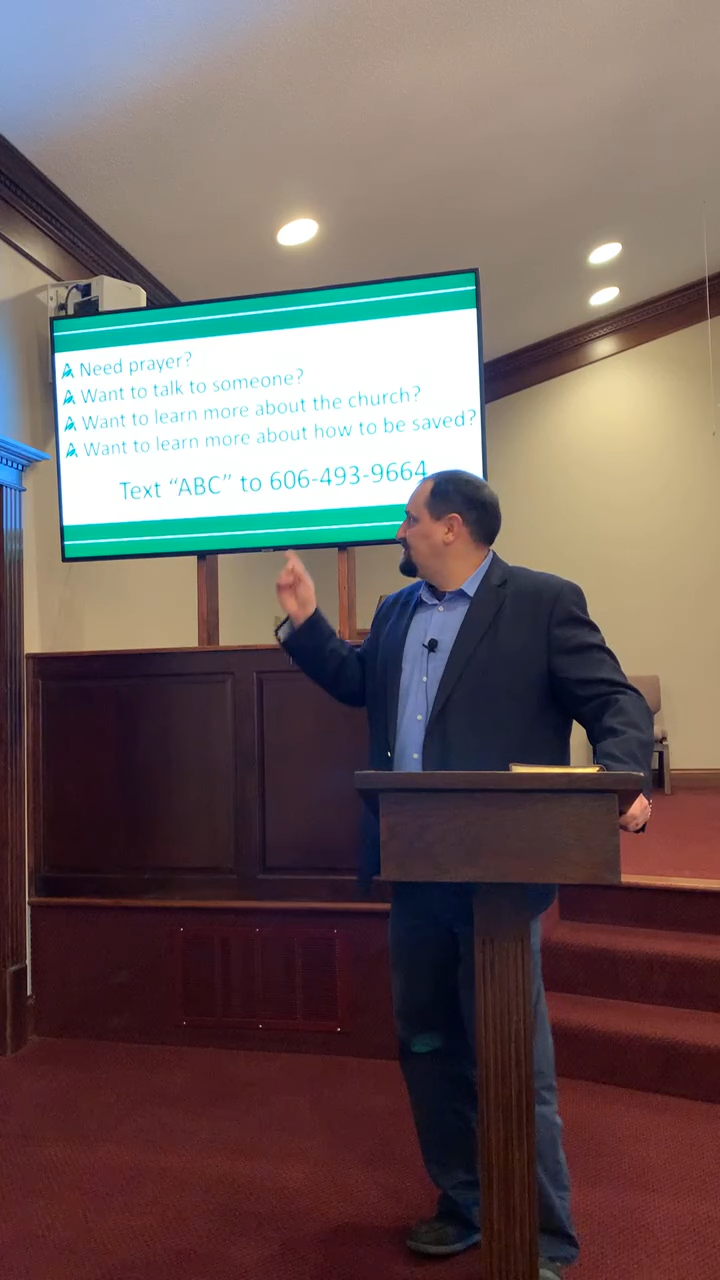 Need prayer?
Want to talk to someone?
Want to learn more about the church?
Want to learn more about how to be saved?
Text “ABC” to 606-493-9664